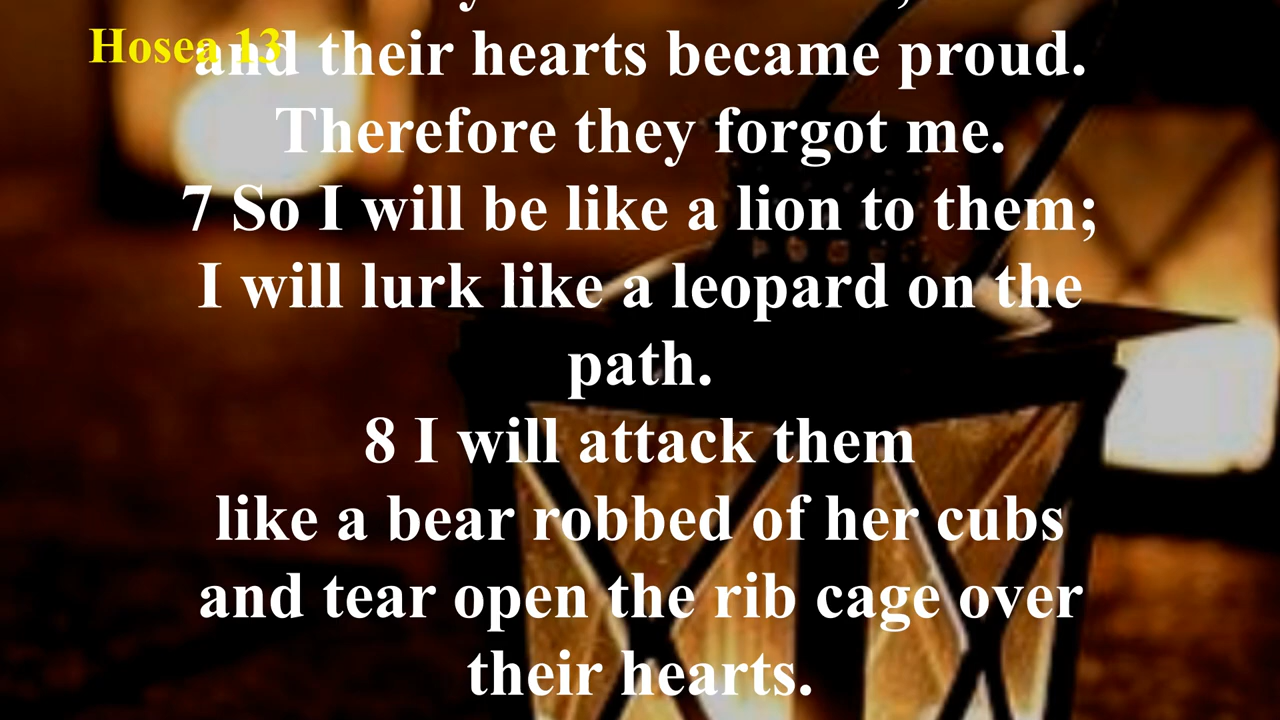 Hosea 13
and their hearts became proud.
Therefore they forgot me.
7 So I will be like a lion to them;
I will lurk like a leopard on the
path.
8 I will attack them
like a bear robbed of her cubs
and tear open the rib cage over
their hearts.